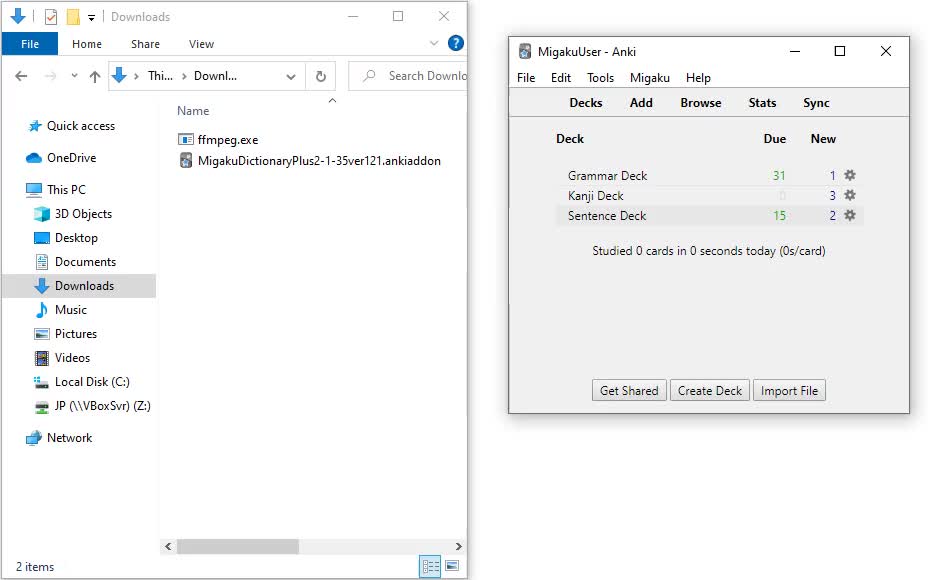 Downloads
File Home Share View
Thi... Downl... Search Downlo
Name
Quick access
OneDrive
This PC
3D Objects
Desktop
Documents
Downloads
Music
Pictures
Videos
Local Disk (C:)
JP (\\VBoxSvr) (Z:)
Network
ffmpeg.exe
MigakuDictionaryPlus2-1-35ver121.ankiaddon
2 items
MigakuUser - Anki
File Edit Tools Migaku Help
Decks Add Browse Stats Sync
Deck Due New
Grammar Deck 31 1
Kanji Deck 0 3
Sentence Deck 15 2
Studied 0 cards in 0 seconds today (0s/card)
Get Shared Create Deck Import File